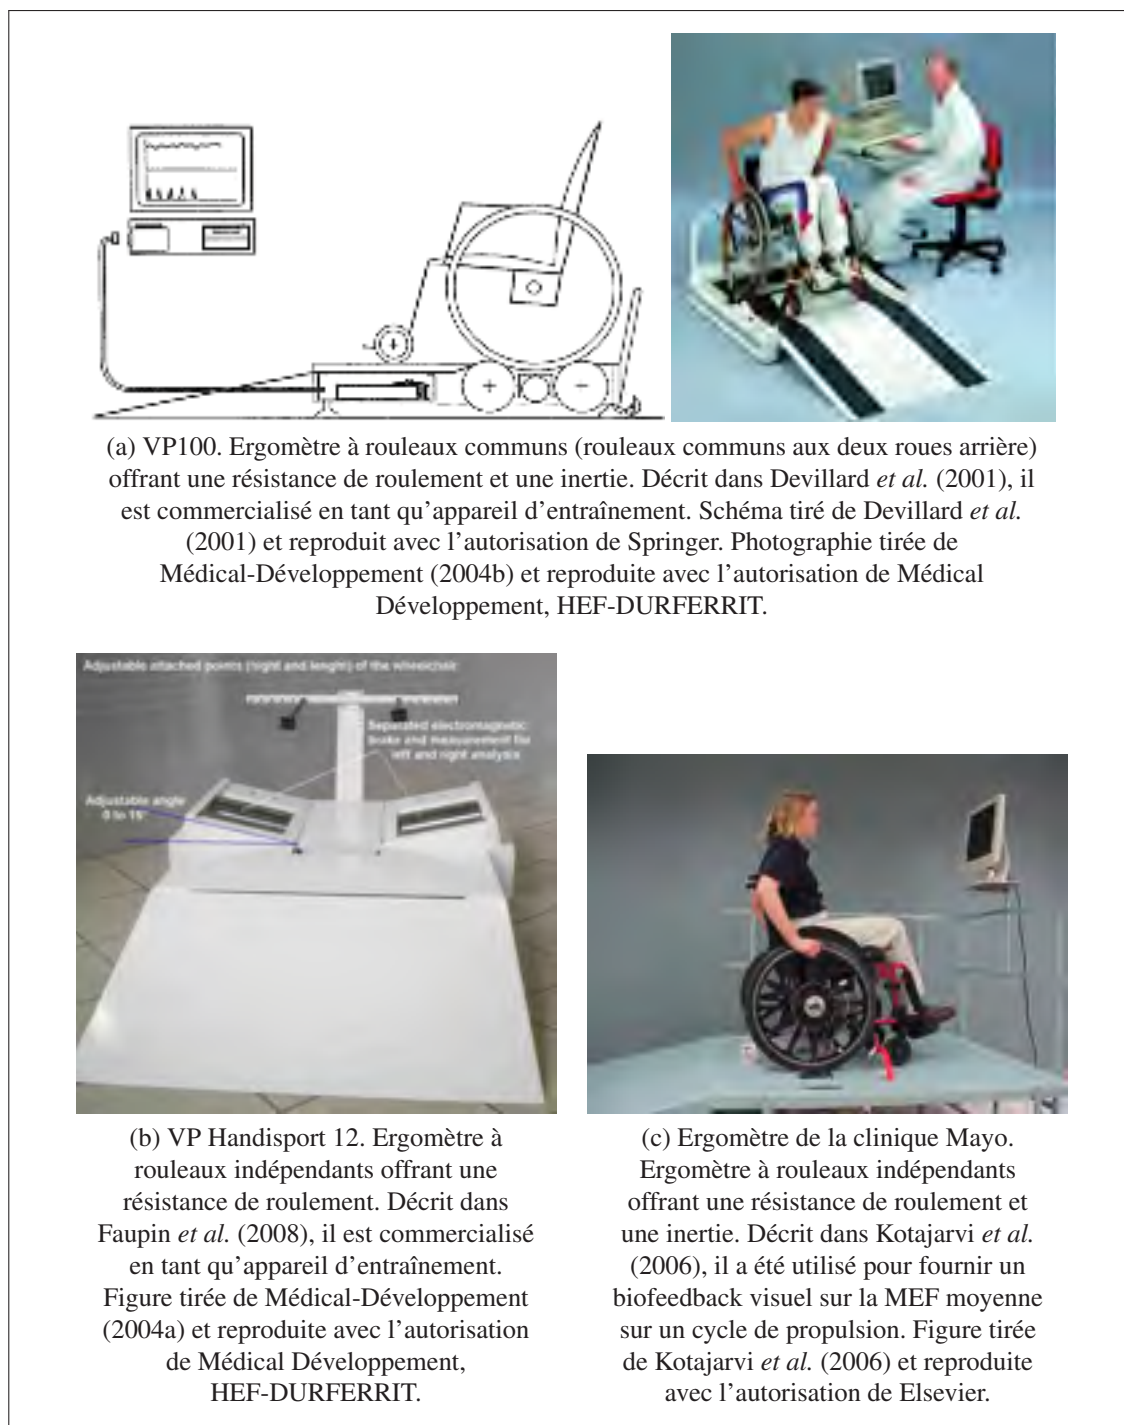 (a) VP100. Ergomètre à rouleaux communs (rouleaux communs aux deux roues arrière)
offrant une résistance de roulement et une inertie. Décrit dans Devillard et al. (2001), il
est commercialisé en tant qu’appareil d’entraînement. Schéma tiré de Devillard et al.
(2001) et reproduit avec l’autorisation de Springer. Photographie tirée de
Médical-Développement (2004b) et reproduite avec l’autorisation de Médical
Développement, HEF-DURFERRIT.
Adjustable attached points (hight and lenght) of the wheelchair
Separated electromagnetic
brake and measurement for
left and right analysis
Adjustable angle
0 to 15°
(b) VP Handisport 12. Ergomètre à
rouleaux indépendants offrant une
résistance de roulement. Décrit dans
Faupin et al. (2008), il est commercialisé
en tant qu’appareil d’entraînement.
Figure tirée de Médical-Développement
(2004a) et reproduite avec l’autorisation
de Médical Développement,
HEF-DURFERRIT.
(c) Ergomètre de la clinique Mayo.
Ergomètre à rouleaux indépendants
offrant une résistance de roulement et
une inertie. Décrit dans Kotajarvi et al.
(2006), il a été utilisé pour fournir un
biofeedback visuel sur la MEF moyenne
sur un cycle de propulsion. Figure tirée
de Kotajarvi et al. (2006) et reproduite
avec l’autorisation de Elsevier.